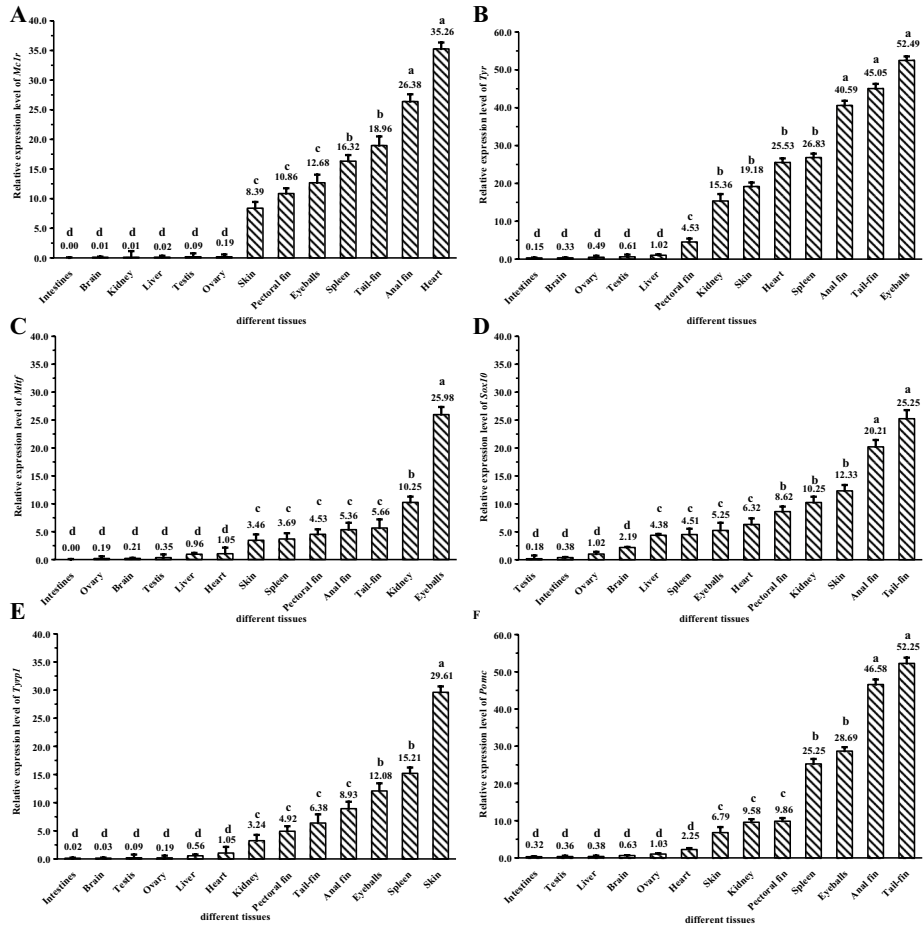 A
Relative expression level of Mc1r
40.0
35.0
30.0
25.0
20.0
15.0
10.0
5.0
0.0
d d d d d d c c c b b a a
0.00 0.01 0.01 0.02 0.09 0.19 8.39 10.86 12.68 16.32 18.96 26.38 35.26
Intestines Brain Kidney Liver Testis Ovary Skin Pectoral fin Eyeballs Spleen Tail-fin Anal fin Heart
different tissues
B
Relative expression level of Tyr
60.0
50.0
40.0
30.0
20.0
10.0
0.0
d d d d d c b b b b a a a
0.15 0.33 0.49 0.61 1.02 4.53 15.36 19.18 25.53 26.83 40.59 45.05 52.49
Intestines Brain Ovary Testis Liver Pectoral fin Kidney Skin Heart Spleen Anal fin Tail-fin Eyeballs
different tissues
C
Relative expression level of Mitf
40.0
35.0
30.0
25.0
20.0
15.0
10.0
5.0
0.0
d d d d d d c c c c c b a
0.00 0.19 0.21 0.35 0.96 1.05 3.46 3.69 4.53 5.36 5.66 10.25 25.98
Intestines Ovary Brain Testis Liver Heart Skin Spleen Pectoral fin Anal fin Tail-fin Kidney Eyeballs
different tissues
D
Relative expression level of Sox10
40.0
35.0
30.0
25.0
20.0
15.0
10.0
5.0
0.0
d d d d c c c c b b b a a
0.18 0.38 1.02 2.19 4.38 4.51 5.25 6.32 8.62 10.25 12.33 20.21 25.25
Testis Intestines Ovary Brain Liver Spleen Eyeballs Heart Pectoral fin Kidney Skin Anal fin Tail-fin
different tissues
E
Relative expression level of Tyrp1
40.0
35.0
30.0
25.0
20.0
15.0
10.0
5.0
0.0
d d d d d d c c c c b b a
0.02 0.03 0.09 0.19 0.56 1.05 3.24 4.92 6.38 8.93 12.08 15.21 29.61
Intestines Brain Testis Ovary Liver Heart Kidney Pectoral fin Tail-fin Anal fin Eyeballs Spleen Skin
different tissues
F
Relative expression level of Pomc
60.0
50.0
40.0
30.0
20.0
10.0
0.0
d d d d d d c c c b b a a
0.32 0.36 0.38 0.63 1.03 2.25 6.79 9.58 9.86 25.25 28.69 46.58 52.25
Intestines Testis Liver Brain Ovary Heart Skin Kidney Pectoral fin Spleen Eyeballs Anal fin Tail-fin
different tissues